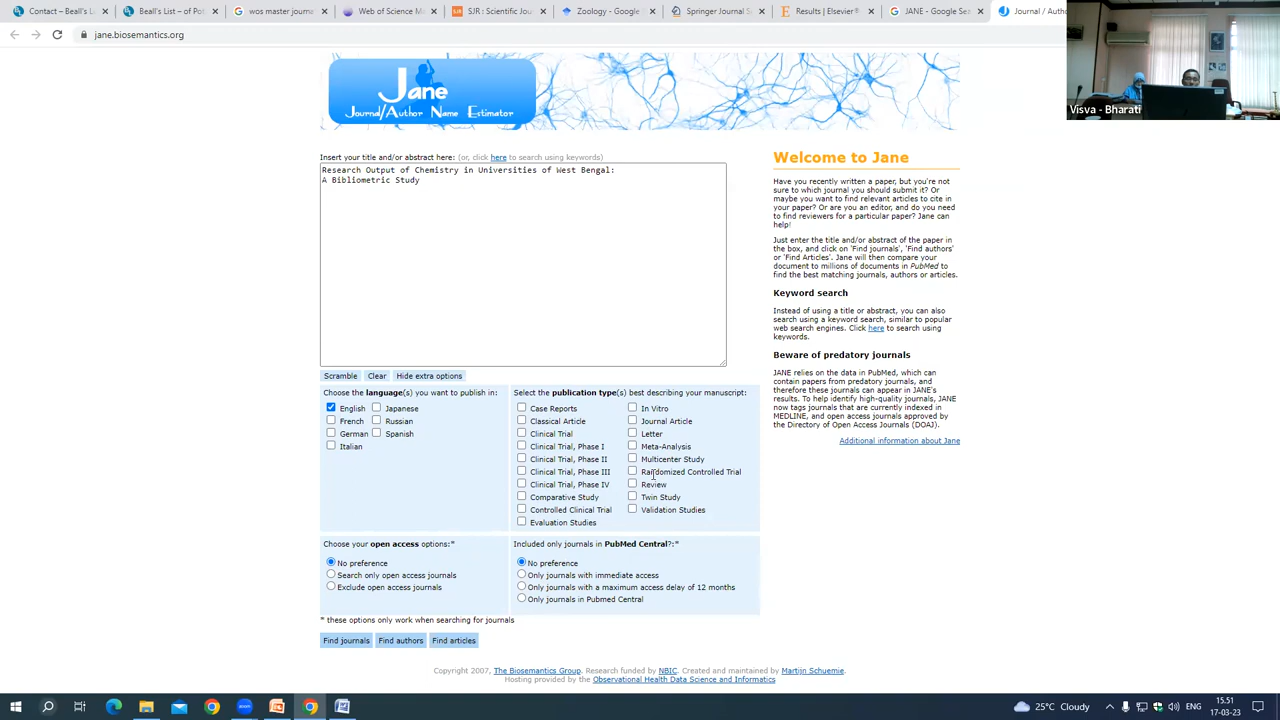 Contact - Beall's L
Beall's List – of Pot
wos master journa
Web of Science M
SJR : Scientific Jou
Zoology - Google
Springer Journal S
Results | Elsevier®
JANE - Google Sea
Journal / Autho
jane.biosemantics.org
Visva - Bharati
Jane
Journal/Author Name Estimator
Insert your title and/or abstract here: (or, click here to search using keywords)
Research Output of Chemistry in Universities of West Bengal:
A Bibliometric Study
Scramble
Clear
Hide extra options
Choose the language(s) you want to publish in:
English
Japanese
French
Russian
German
Spanish
Italian
Select the publication type(s) best describing your manuscript:
Case Reports
In Vitro
Classical Article
Journal Article
Clinical Trial
Letter
Clinical Trial, Phase I
Meta-Analysis
Clinical Trial, Phase II
Multicenter Study
Clinical Trial, Phase III
Randomized Controlled Trial
Clinical Trial, Phase IV
Review
Comparative Study
Twin Study
Controlled Clinical Trial
Validation Studies
Evaluation Studies
Choose your open access options:*
No preference
Search only open access journals
Exclude open access journals
Included only journals in PubMed Central?:*
No preference
Only journals with immediate access
Only journals with a maximum access delay of 12 months
Only journals in Pubmed Central
* these options only work when searching for journals
Find journals
Find authors
Find articles
Welcome to Jane
Have you recently written a paper, but you're not
sure to which journal you should submit it? Or
maybe you want to find relevant articles to cite in
your paper? Or are you an editor, and do you need
to find reviewers for a particular paper? Jane can
help!
Just enter the title and/or abstract of the paper in
the box, and click on 'Find journals', 'Find authors'
or 'Find Articles'. Jane will then compare your
document to millions of documents in PubMed to
find the best matching journals, authors or articles.
Keyword search
Instead of using a title or abstract, you can also
search using a keyword search, similar to popular
web search engines. Click here to search using
keywords.
Beware of predatory journals
JANE relies on the data in PubMed, which can
contain papers from predatory journals, and
therefore these journals can appear in JANE's
results. To help identify high-quality journals, JANE
now tags journals that are currently indexed in
MEDLINE, and open access journals approved by
the Directory of Open Access Journals (DOAJ).
Additional information about Jane
Copyright 2007, The Biosemantics Group. Research funded by NBIC. Created and maintained by Martijn Schuemie.
Hosting provided by the Observational Health Data Science and Informatics
25°C Cloudy
15.51
17-03-23